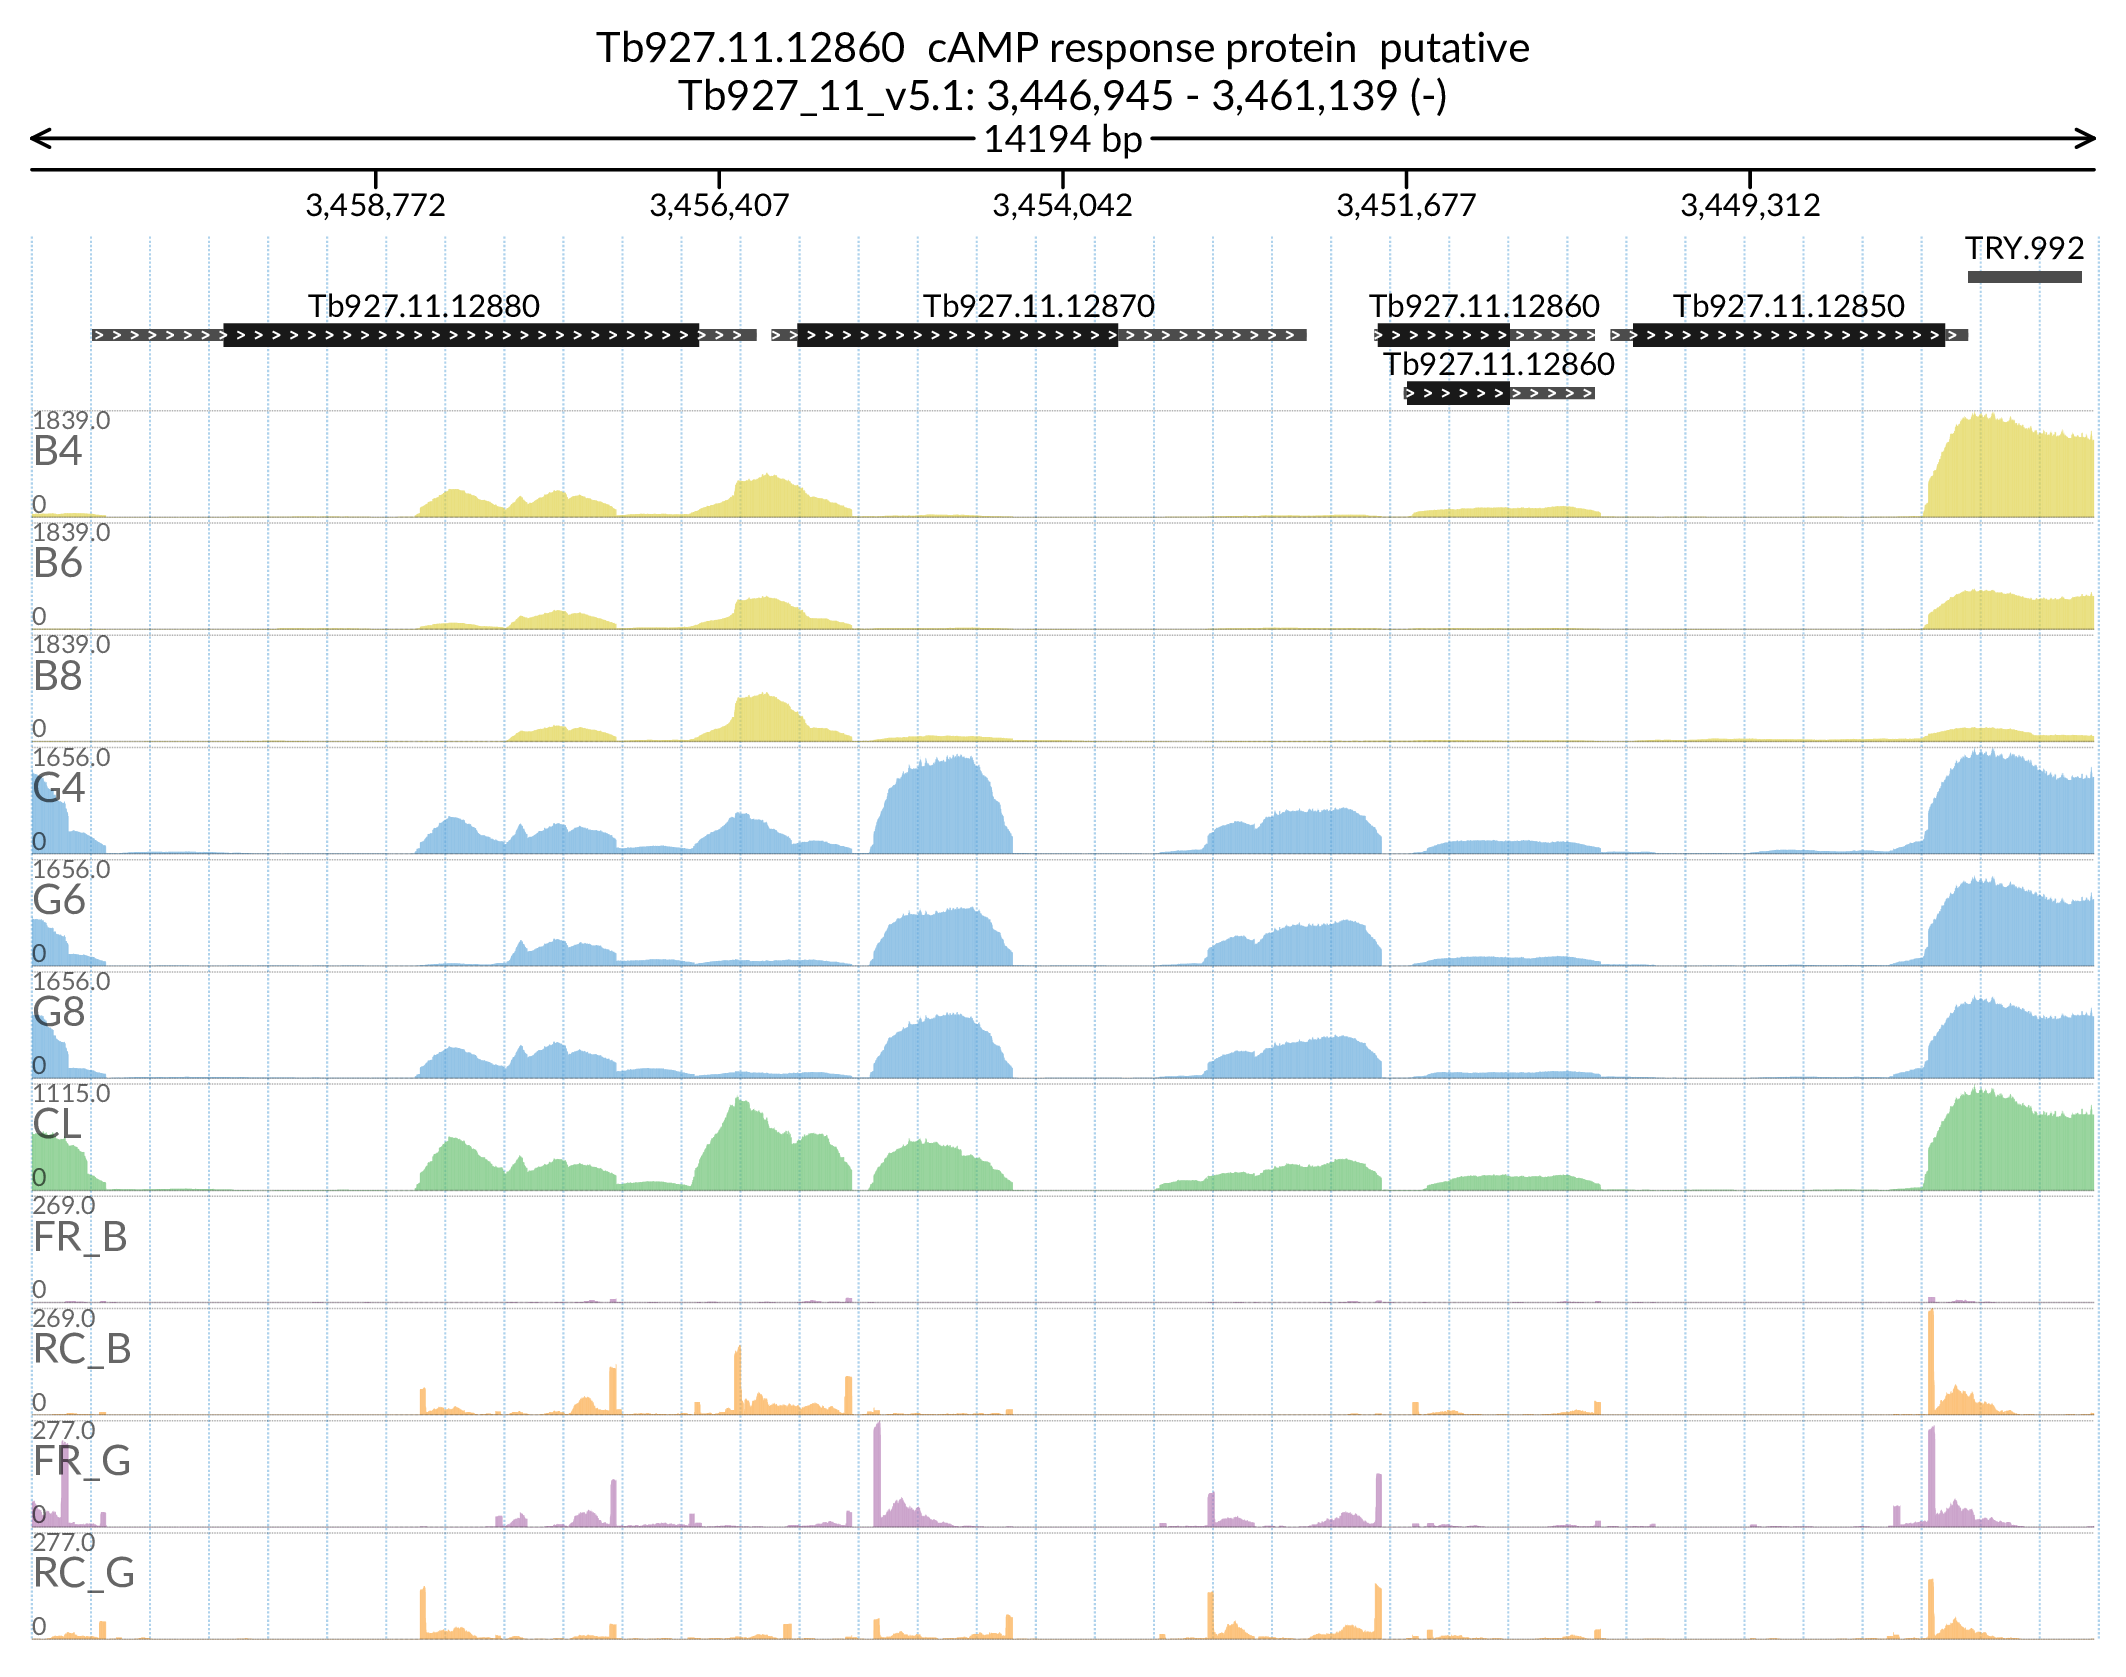 Tb927.11.12860 cAMP response protein putative
Tb927_11_v5.1: 3,446,945 - 3,461,139 (-)
14194 bp
3,458,772 3,456,407 3,454,042 3,451,677 3,449,312
TRY.992
Tb927.11.12880 Tb927.11.12870 Tb927.11.12860 Tb927.11.12850
Tb927.11.12860
1839.0
B4
0
1839.0
B6
0
1839.0
B8
0
1656.0
G4
0
1656.0
G6
0
1656.0
G8
0
1115.0
CL
0
269.0
FR_B
0
269.0
RC_B
0
277.0
FR_G
0
277.0
RC_G
0